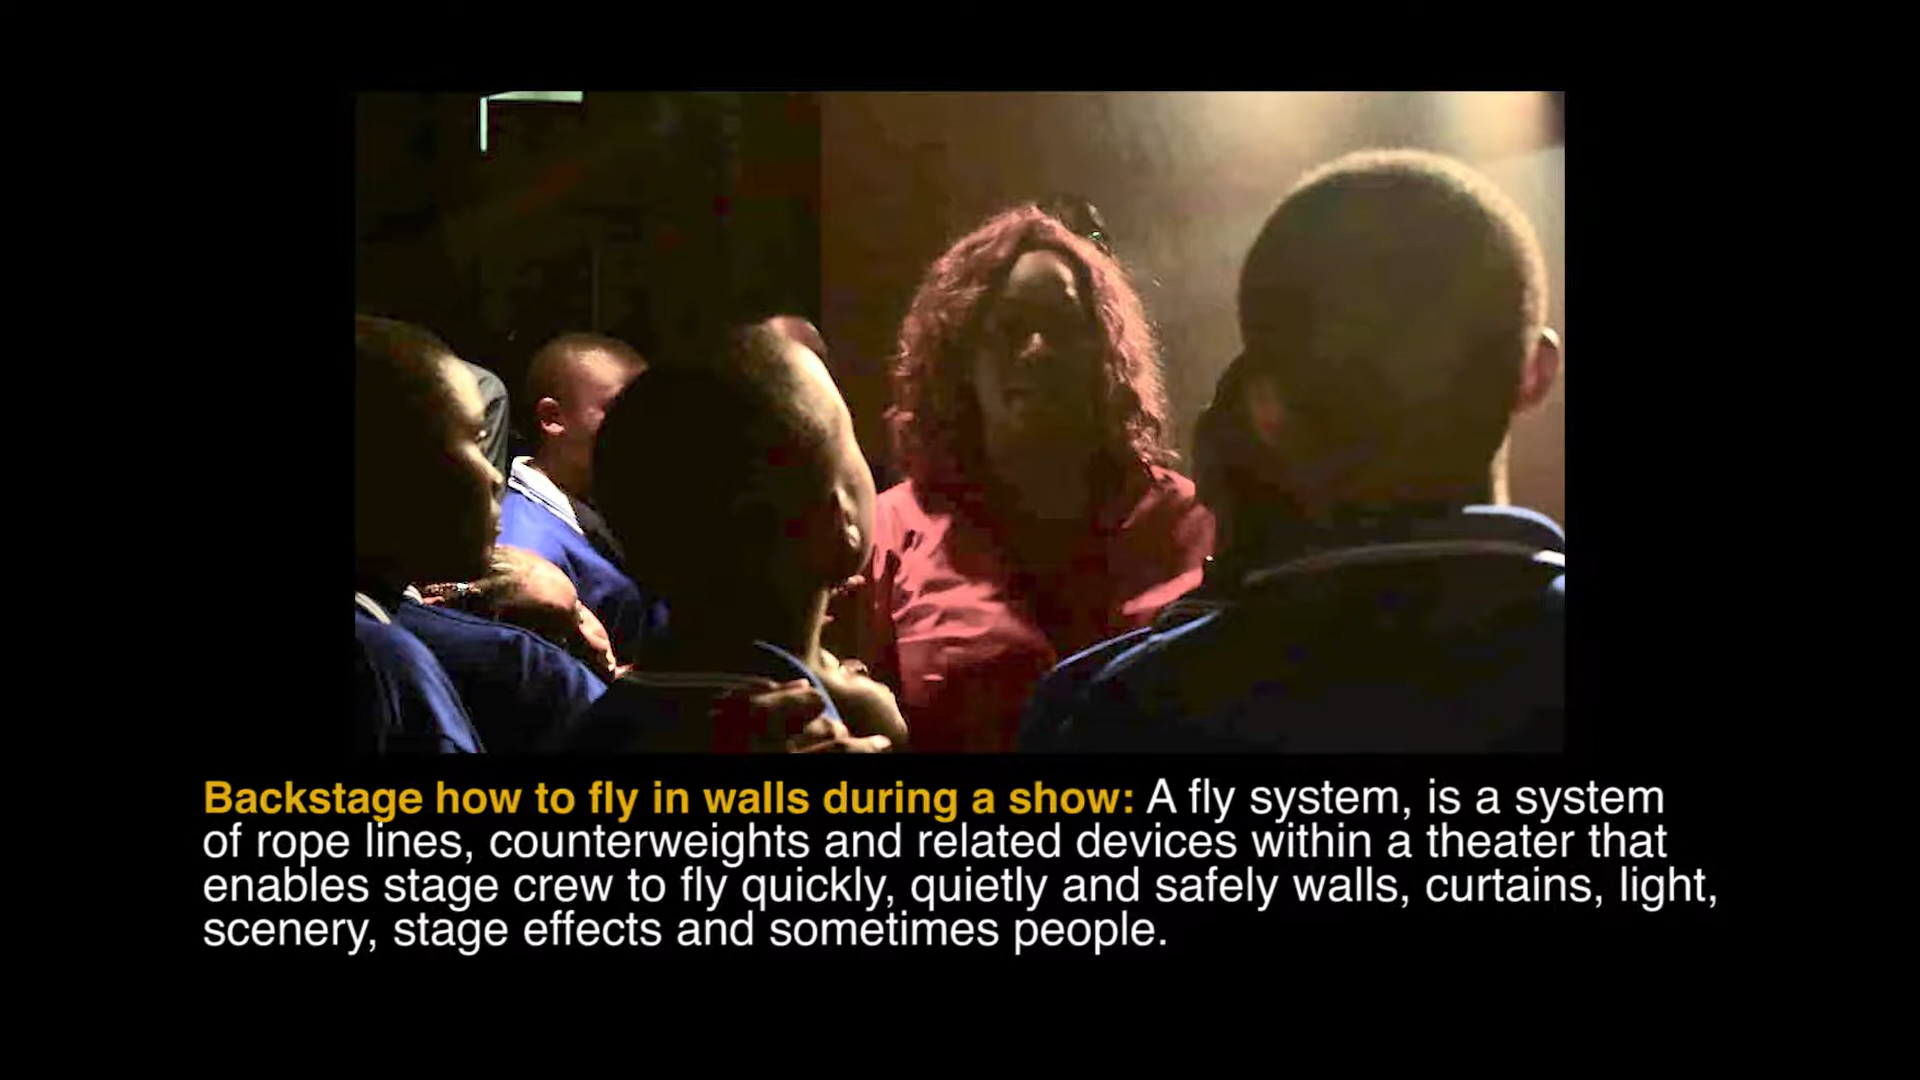 Backstage how to fly in walls during a show: A fly system, is a system
of rope lines, counterweights and related devices within a theater that
enables stage crew to fly quickly, quietly and safely walls, curtains, light,
scenery, stage effects and sometimes people.